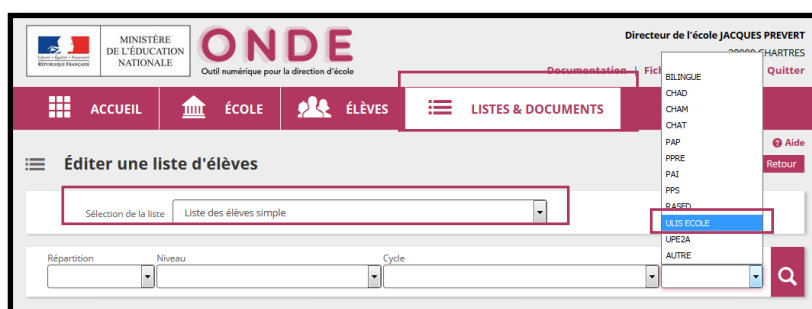 MINISTÈRE
DE L'ÉDUCATION
NATIONALE
Liberté • Égalité • Fraternité
RÉPUBLIQUE FRANÇAISE
ONDE
Outil numérique pour la direction d'école
Directeur de l'école JACQUES PREVERT
CHARTRES
Documentation | Fich
Quitter
ACCUEIL
ÉCOLE
ÉLÈVES
LISTES & DOCUMENTS
Aide
Retour
Éditer une liste d'élèves
Sélection de la liste
Liste des élèves simple
Répartition
Niveau
Cycle
BILINGUE
CHAD
CHAM
CHAT
PAP
PPRE
PAI
PPS
RASED
ULIS ECOLE
UPE2A
AUTRE